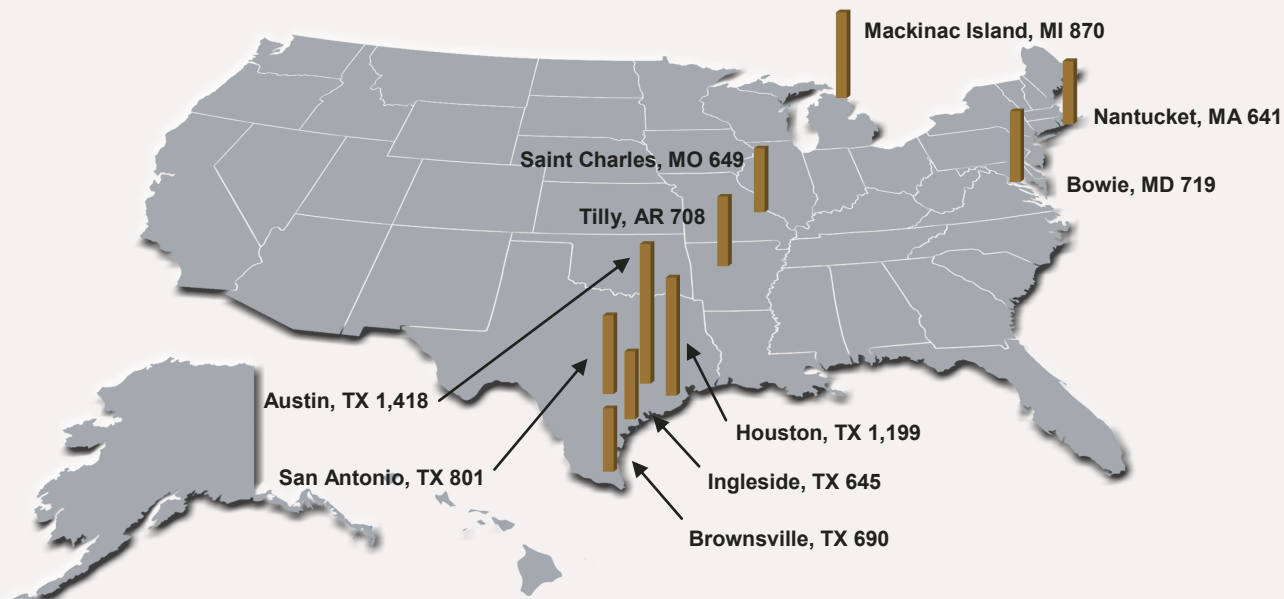 Mackinac Island, MI 870
Nantucket, MA 641
Saint Charles, MO 649
Bowie, MD 719
Tilly, AR 708
Austin, TX 1,418
Houston, TX 1,199
San Antonio, TX 801
Ingleside, TX 645
Brownsville, TX 690